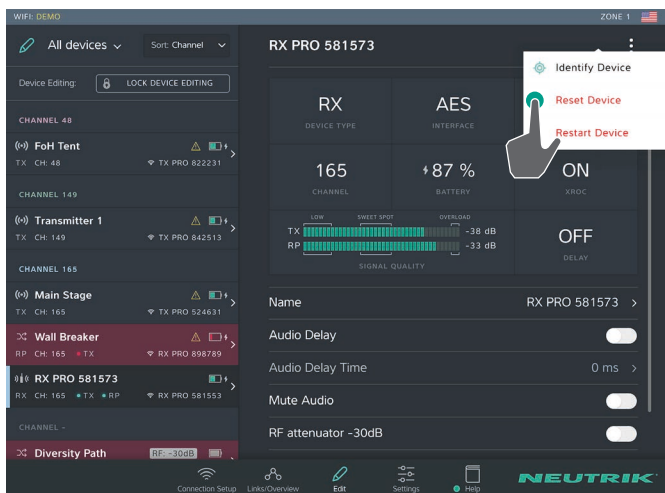 WIFI: DEMO
ZONE 1
All devices
Sort: Channel
Device Editing:
LOCK DEVICE EDITING
CHANNEL 48
FoH Tent
TX CH: 48
TX PRO 822231
CHANNEL 149
Transmitter 1
TX CH: 149
TX PRO 842513
CHANNEL 165
Main Stage
TX CH: 165
TX PRO 524631
Wall Breaker
RP CH: 165 TX
RX PRO 898789
RX PRO 581573
RX CH: 165 TX RP
RX PRO 581553
CHANNEL -
Diversity Path
RF: -30dB
RX PRO 581573
Identify Device
Reset Device
Restart Device
RX
DEVICE TYPE
AES
INTERFACE
165
CHANNEL
87 %
BATTERY
ON
XROC
LOW SWEET SPOT OVERLOAD
TX -38 dB
RP -33 dB
SIGNAL QUALITY
OFF
DELAY
Name
RX PRO 581573
Audio Delay
Audio Delay Time
0 ms
Mute Audio
RF attenuator -30dB
Connection Setup
Links/Overview
Edit
Settings
Help
NEUTRIK